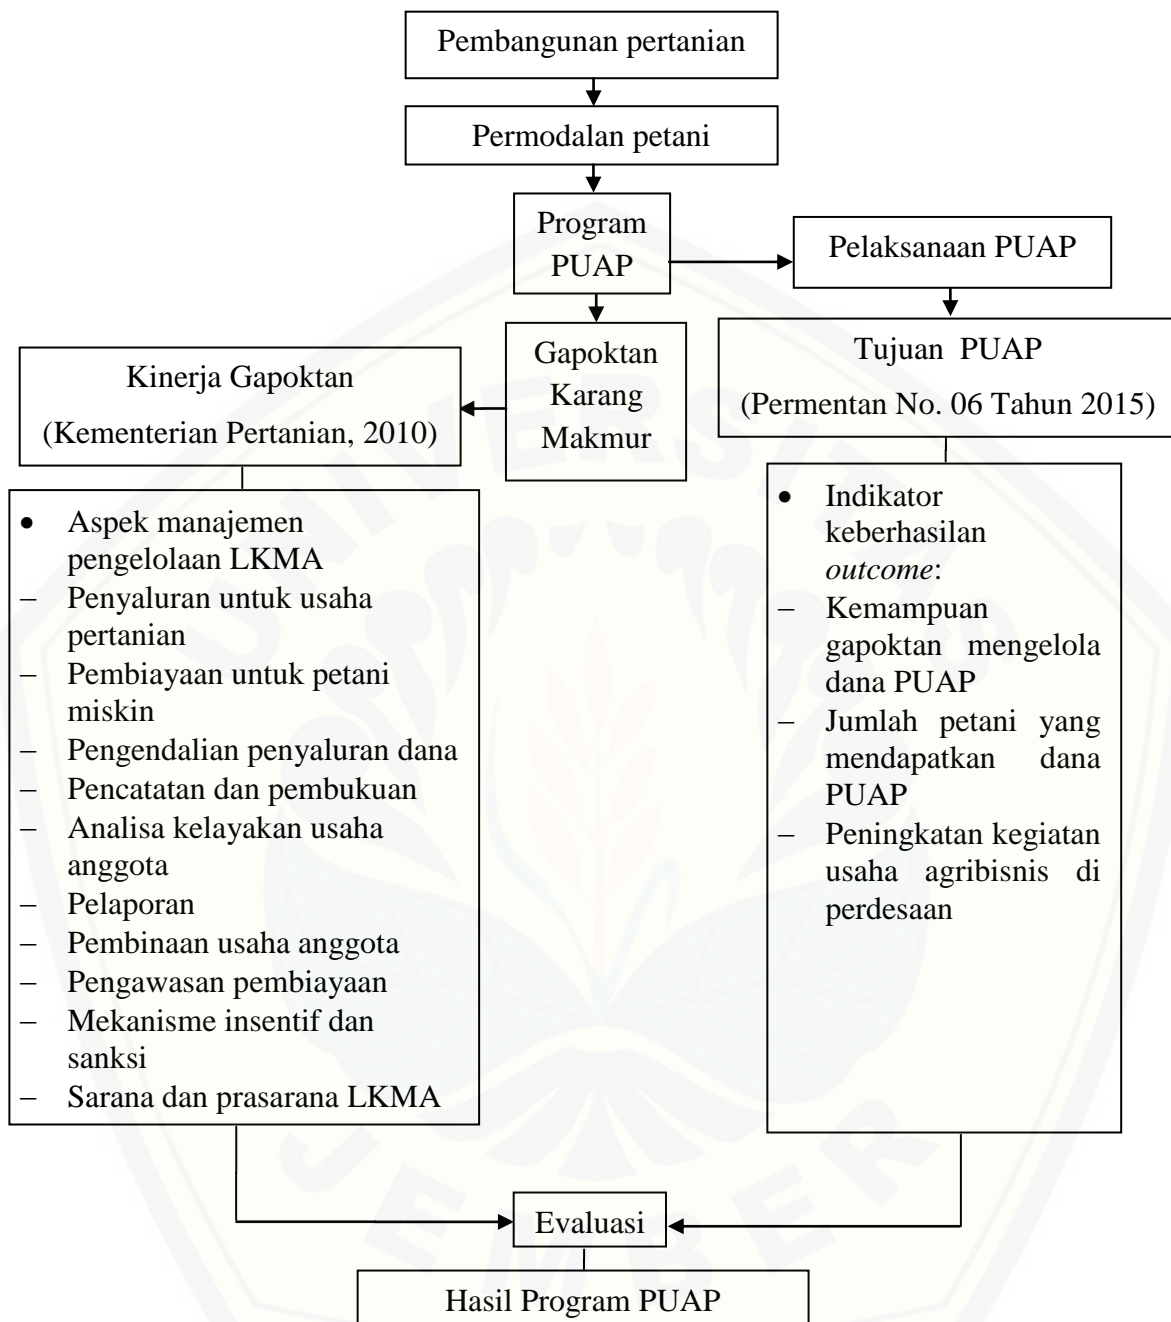 Pembangunan pertanian
Permodalan petani
Program
PUAP
Pelaksanaan PUAP
Gapoktan
Karang
Makmur
Tujuan PUAP
(Permentan No. 06 Tahun 2015)
Kinerja Gapoktan
(Kementerian Pertanian, 2010)
• Aspek manajemen
pengelolaan LKMA
– Penyaluran untuk usaha
pertanian
– Pembiayaan untuk petani
miskin
– Pengendalian penyaluran dana
– Pencatatan dan pembukuan
– Analisa kelayakan usaha
anggota
– Pelaporan
– Pembinaan usaha anggota
– Pengawasan pembiayaan
– Mekanisme insentif dan
sanksi
– Sarana dan prasarana LKMA
• Indikator
keberhasilan
outcome:
– Kemampuan
gapoktan mengelola
dana PUAP
– Jumlah petani yang
mendapatkan dana
PUAP
– Peningkatan kegiatan
usaha agribisnis di
perdesaan
Evaluasi
Hasil Program PUAP
UNIVERSITAS
JEMBER